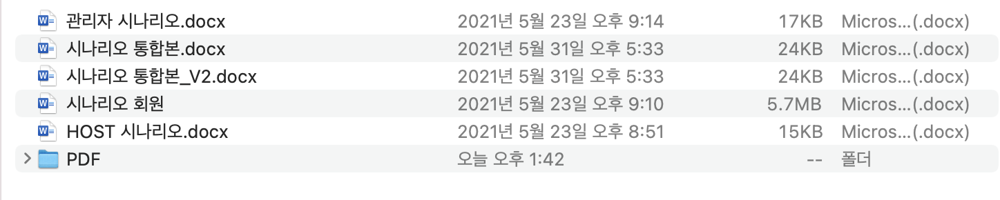 관리자 시나리오.docx 2021년 5월 23일 오후 9:14 17KB Micros...(.docx)
시나리오 통합본.docx 2021년 5월 31일 오후 5:33 24KB Micros...(.docx)
시나리오 통합본_V2.docx 2021년 5월 31일 오후 5:33 24KB Micros...(.docx)
시나리오 회원 2021년 5월 23일 오후 9:10 5.7MB Micros...(.docx)
HOST 시나리오.docx 2021년 5월 23일 오후 8:51 15KB Micros...(.docx)
PDF 오늘 오후 1:42 -- 폴더